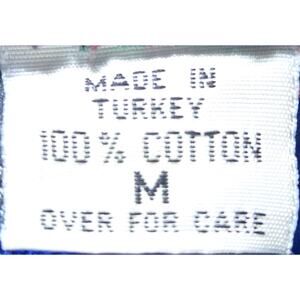 MADE IN
TURKEY
100% COTTON
M
OVER FOR CARE